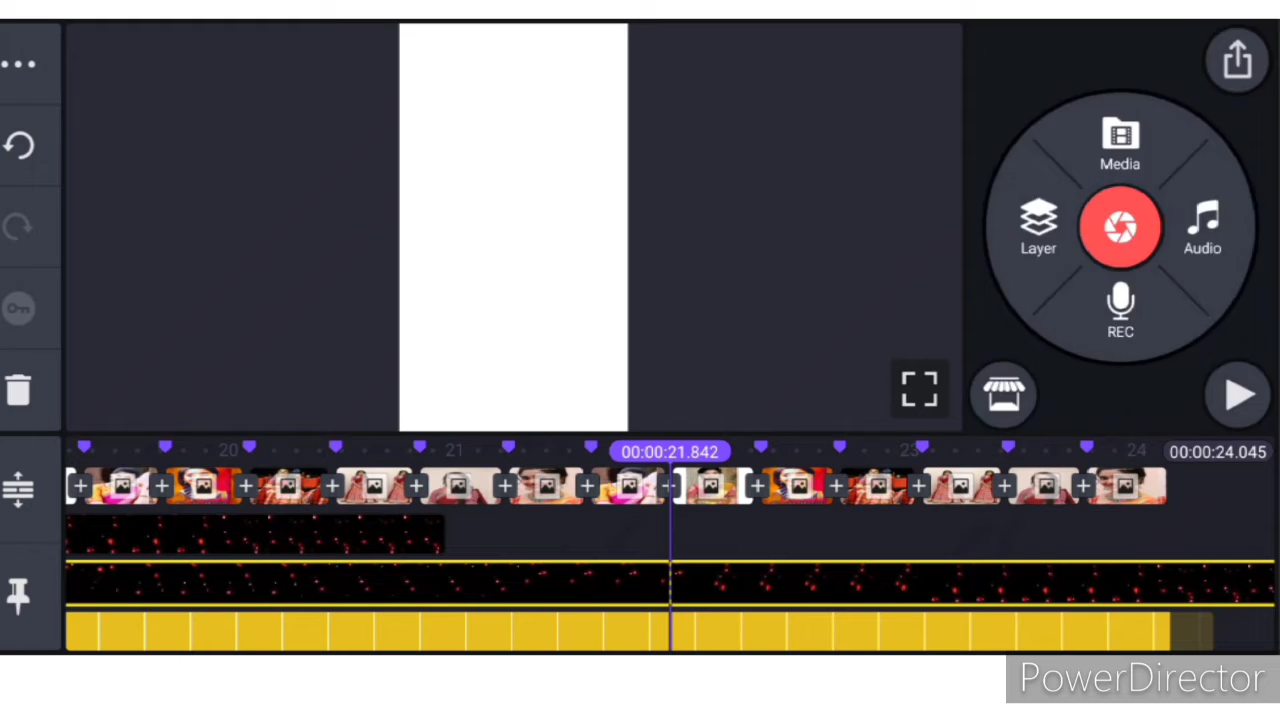 Media
Layer
Audio
REC
20
21
00:00:21.842
23
24
00:00:24.045
PowerDirector